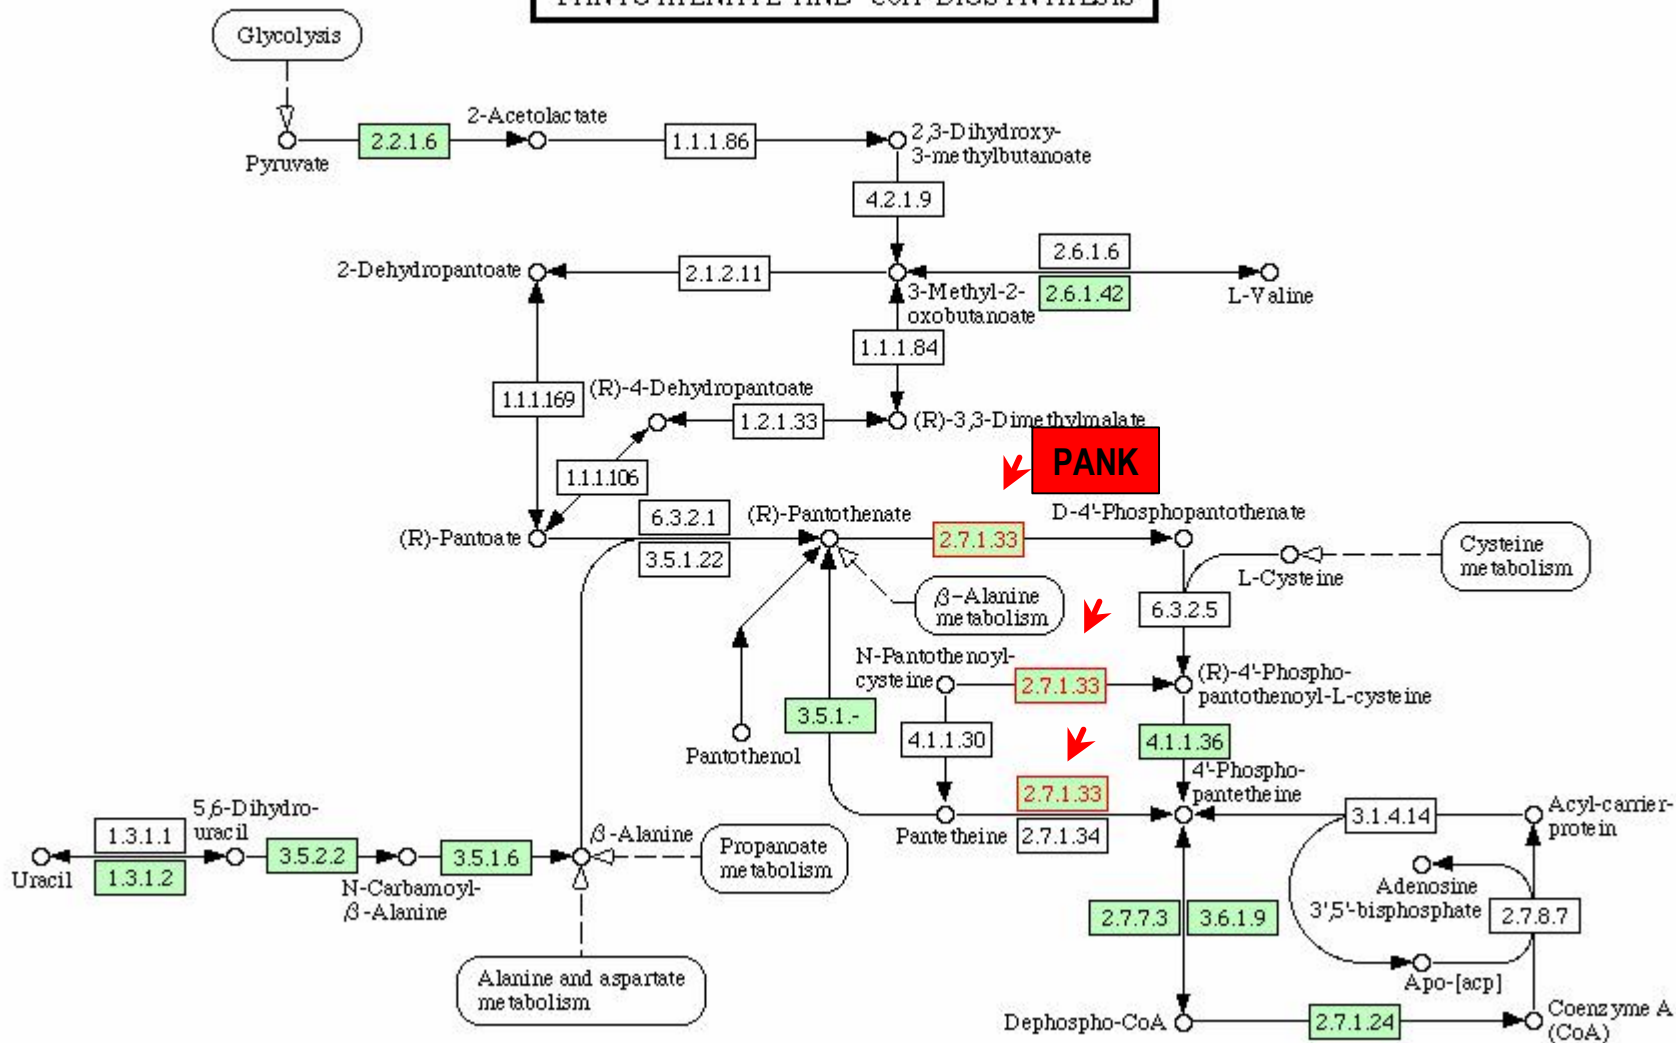 PANTOTHENATE AND CoA BIOSYNTHESIS
Glycolysis
Pyruvate
2.2.1.6
2-Acetolactate
1.1.1.86
2,3-Dihydroxy-
3-methylbutanoate
4.2.1.9
2-Dehydropantoate
2.1.2.11
3-Methyl-2-
oxobutanoate
2.6.1.6
2.6.1.42
L-Valine
1.1.1.84
1.1.1.169
(R)-4-Dehydropantoate
1.2.1.33
(R)-3,3-Dimethylmalate
1.1.1.106
PANK
(R)-Pantoate
6.3.2.1
3.5.1.22
(R)-Pantothenate
2.7.1.33
D-4'-Phosphopantothenate
L-Cysteine
Cysteine
metabolism
β-Alanine
metabolism
6.3.2.5
N-Pantothenoyl-
cysteine
2.7.1.33
(R)-4'-Phospho-
pantothenoyl-L-cysteine
3.5.1.-
Pantothenol
4.1.1.30
4.1.1.36
4'-Phospho-
pantetheine
Pantetheine
2.7.1.33
2.7.1.34
3.1.4.14
Acyl-carrier-
protein
Uracil
1.3.1.1
1.3.1.2
5,6-Dihydro-
uracil
3.5.2.2
N-Carbamoyl-
β-Alanine
3.5.1.6
β-Alanine
Propanoate
metabolism
Adenosine
3',5'-bisphosphate
2.7.8.7
2.7.7.3
3.6.1.9
Alanine and aspartate
metabolism
Apo-[acp]
Dephospho-CoA
2.7.1.24
Coenzyme A
(CoA)